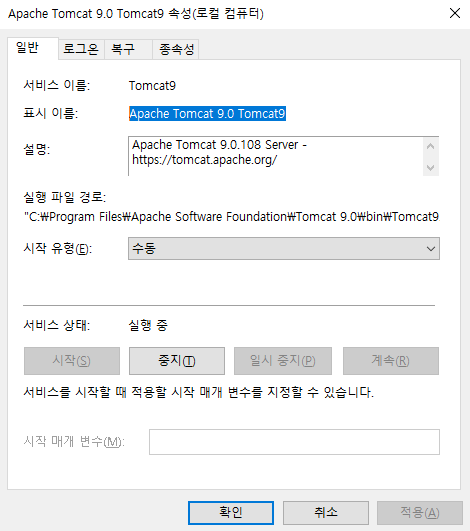 Apache Tomcat 9.0 Tomcat9 속성(로컬 컴퓨터)
일반 로그온 복구 종속성
서비스 이름: Tomcat9
표시 이름: Apache Tomcat 9.0 Tomcat9
설명: Apache Tomcat 9.0.108 Server -
https://tomcat.apache.org/
실행 파일 경로:
"C:₩Program Files₩Apache Software Foundation₩Tomcat 9.0₩bin₩Tomcat9
시작 유형(E): 수동
서비스 상태: 실행 중
시작(S) 중지(T) 일시 중지(P) 계속(R)
서비스를 시작할 때 적용할 시작 매개 변수를 지정할 수 있습니다.
시작 매개 변수(M):
확인 취소 적용(A)